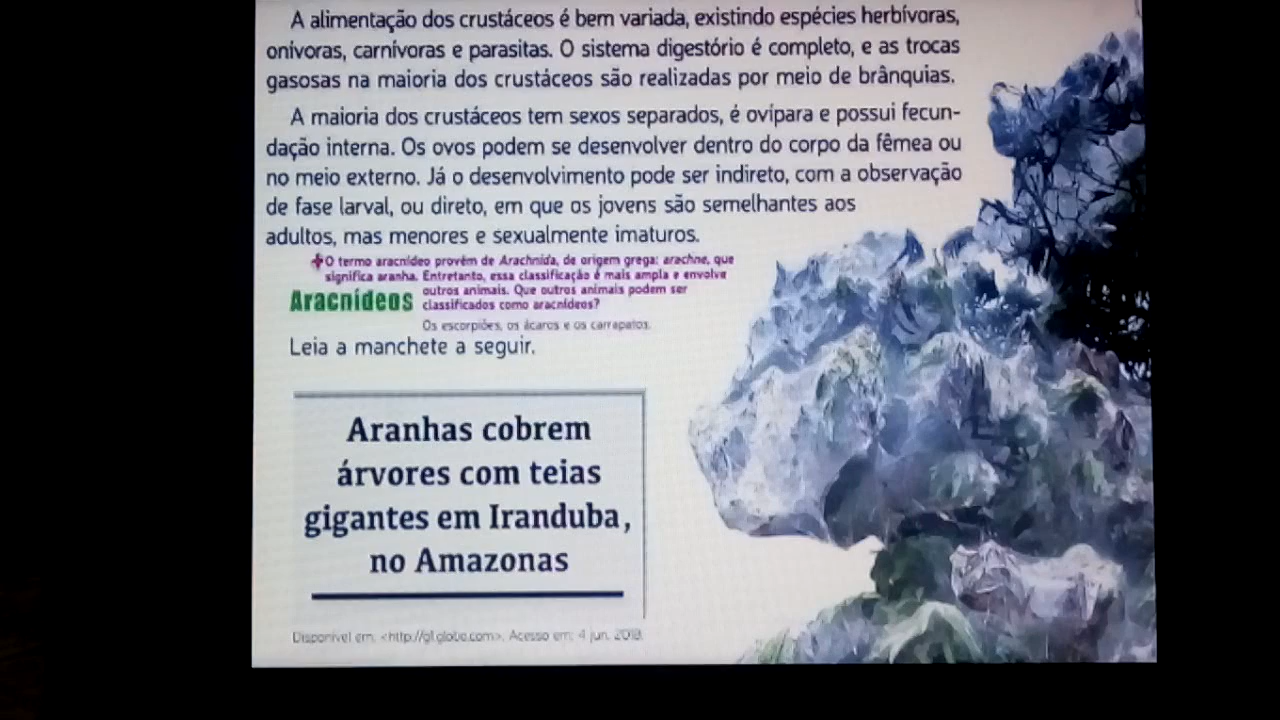 A alimentação dos crustáceos é bem variada, existindo espécies herbívoras,
onívoras, carnívoras e parasitas. O sistema digestório é completo, e as trocas
gasosas na maioria dos crustáceos são realizadas por meio de brânquias.
A maioria dos crustáceos tem sexos separados, é ovípara e possui fecun-
dação interna. Os ovos podem se desenvolver dentro do corpo da fêmea ou
no meio externo. Já o desenvolvimento pode ser indireto, com a observação
de fase larval, ou direto, em que os jovens são semelhantes aos
adultos, mas menores e sexualmente imaturos.
+O termo aracnídeo provém de Arachnida, de origem grega: arachne, que
significa aranha. Entretanto, essa classificação é mais ampla e envolve
outros animais. Que outros animais podem ser
classificados como aracnídeos?
Aracnídeos
Os escorpiões, os ácaros e os carrapatos.
Leia a manchete a seguir.
Aranhas cobrem
árvores com teias
gigantes em Iranduba,
no Amazonas
Disponível em: <http://g1.globo.com>. Acesso em: 4 jun. 2018.